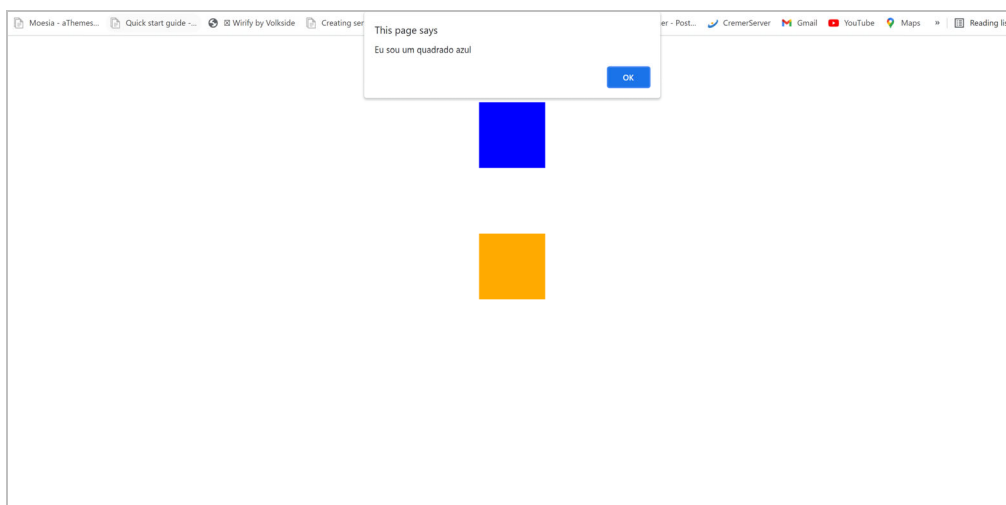 Moesia - aThemes... Quick start guide -... Wirify by Volkside Creating ser er - Post... CremerServer Gmail YouTube Maps » Reading lis
This page says
Eu sou um quadrado azul
OK